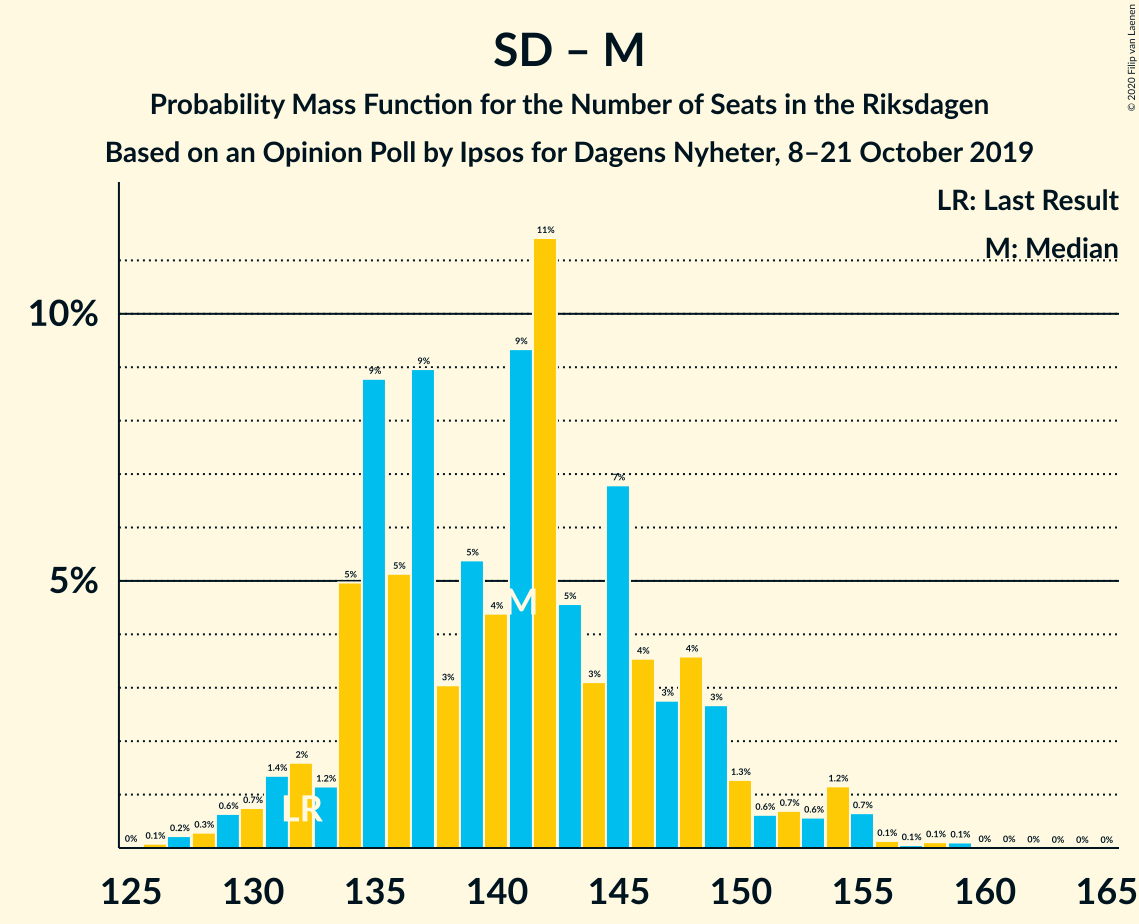 SD – M
Probability Mass Function for the Number of Seats in the Riksdagen
Based on an Opinion Poll by Ipsos for Dagens Nyheter, 8–21 October 2019
© 2020 Filip van Laenen
LR: Last Result
M: Median
10%
5%
0% 0.1% 0.2% 0.3% 0.6% 0.7% 1.4% 2% 1.2% 5% 9% 5% 9% 3% 5% 4% 9% 11% 5% 3% 7% 4% 3% 4% 3% 1.3% 0.6% 0.7% 0.6% 1.2% 0.7% 0.1% 0.1% 0.1% 0.1% 0% 0% 0% 0% 0% 0%
M
LR
125 130 135 140 145 150 155 160 165